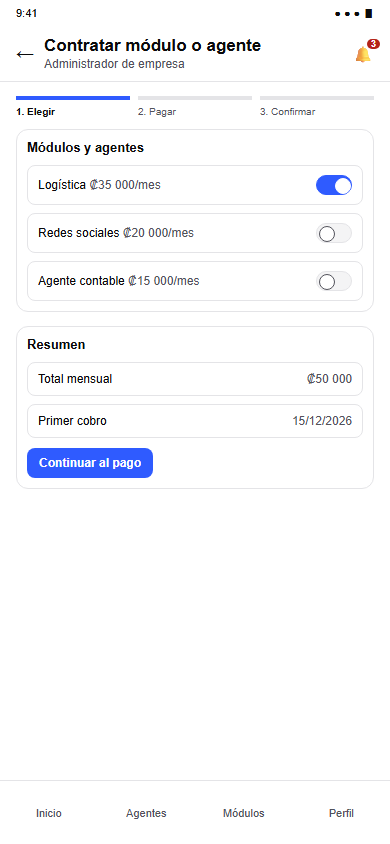 9:41
Contratar módulo o agente
Administrador de empresa
3
1. Elegir
2. Pagar
3. Confirmar
Módulos y agentes
Logística ₡35 000/mes
Redes sociales ₡20 000/mes
Agente contable ₡15 000/mes
Resumen
Total mensual ₡50 000
Primer cobro 15/12/2026
Continuar al pago
Inicio
Agentes
Módulos
Perfil